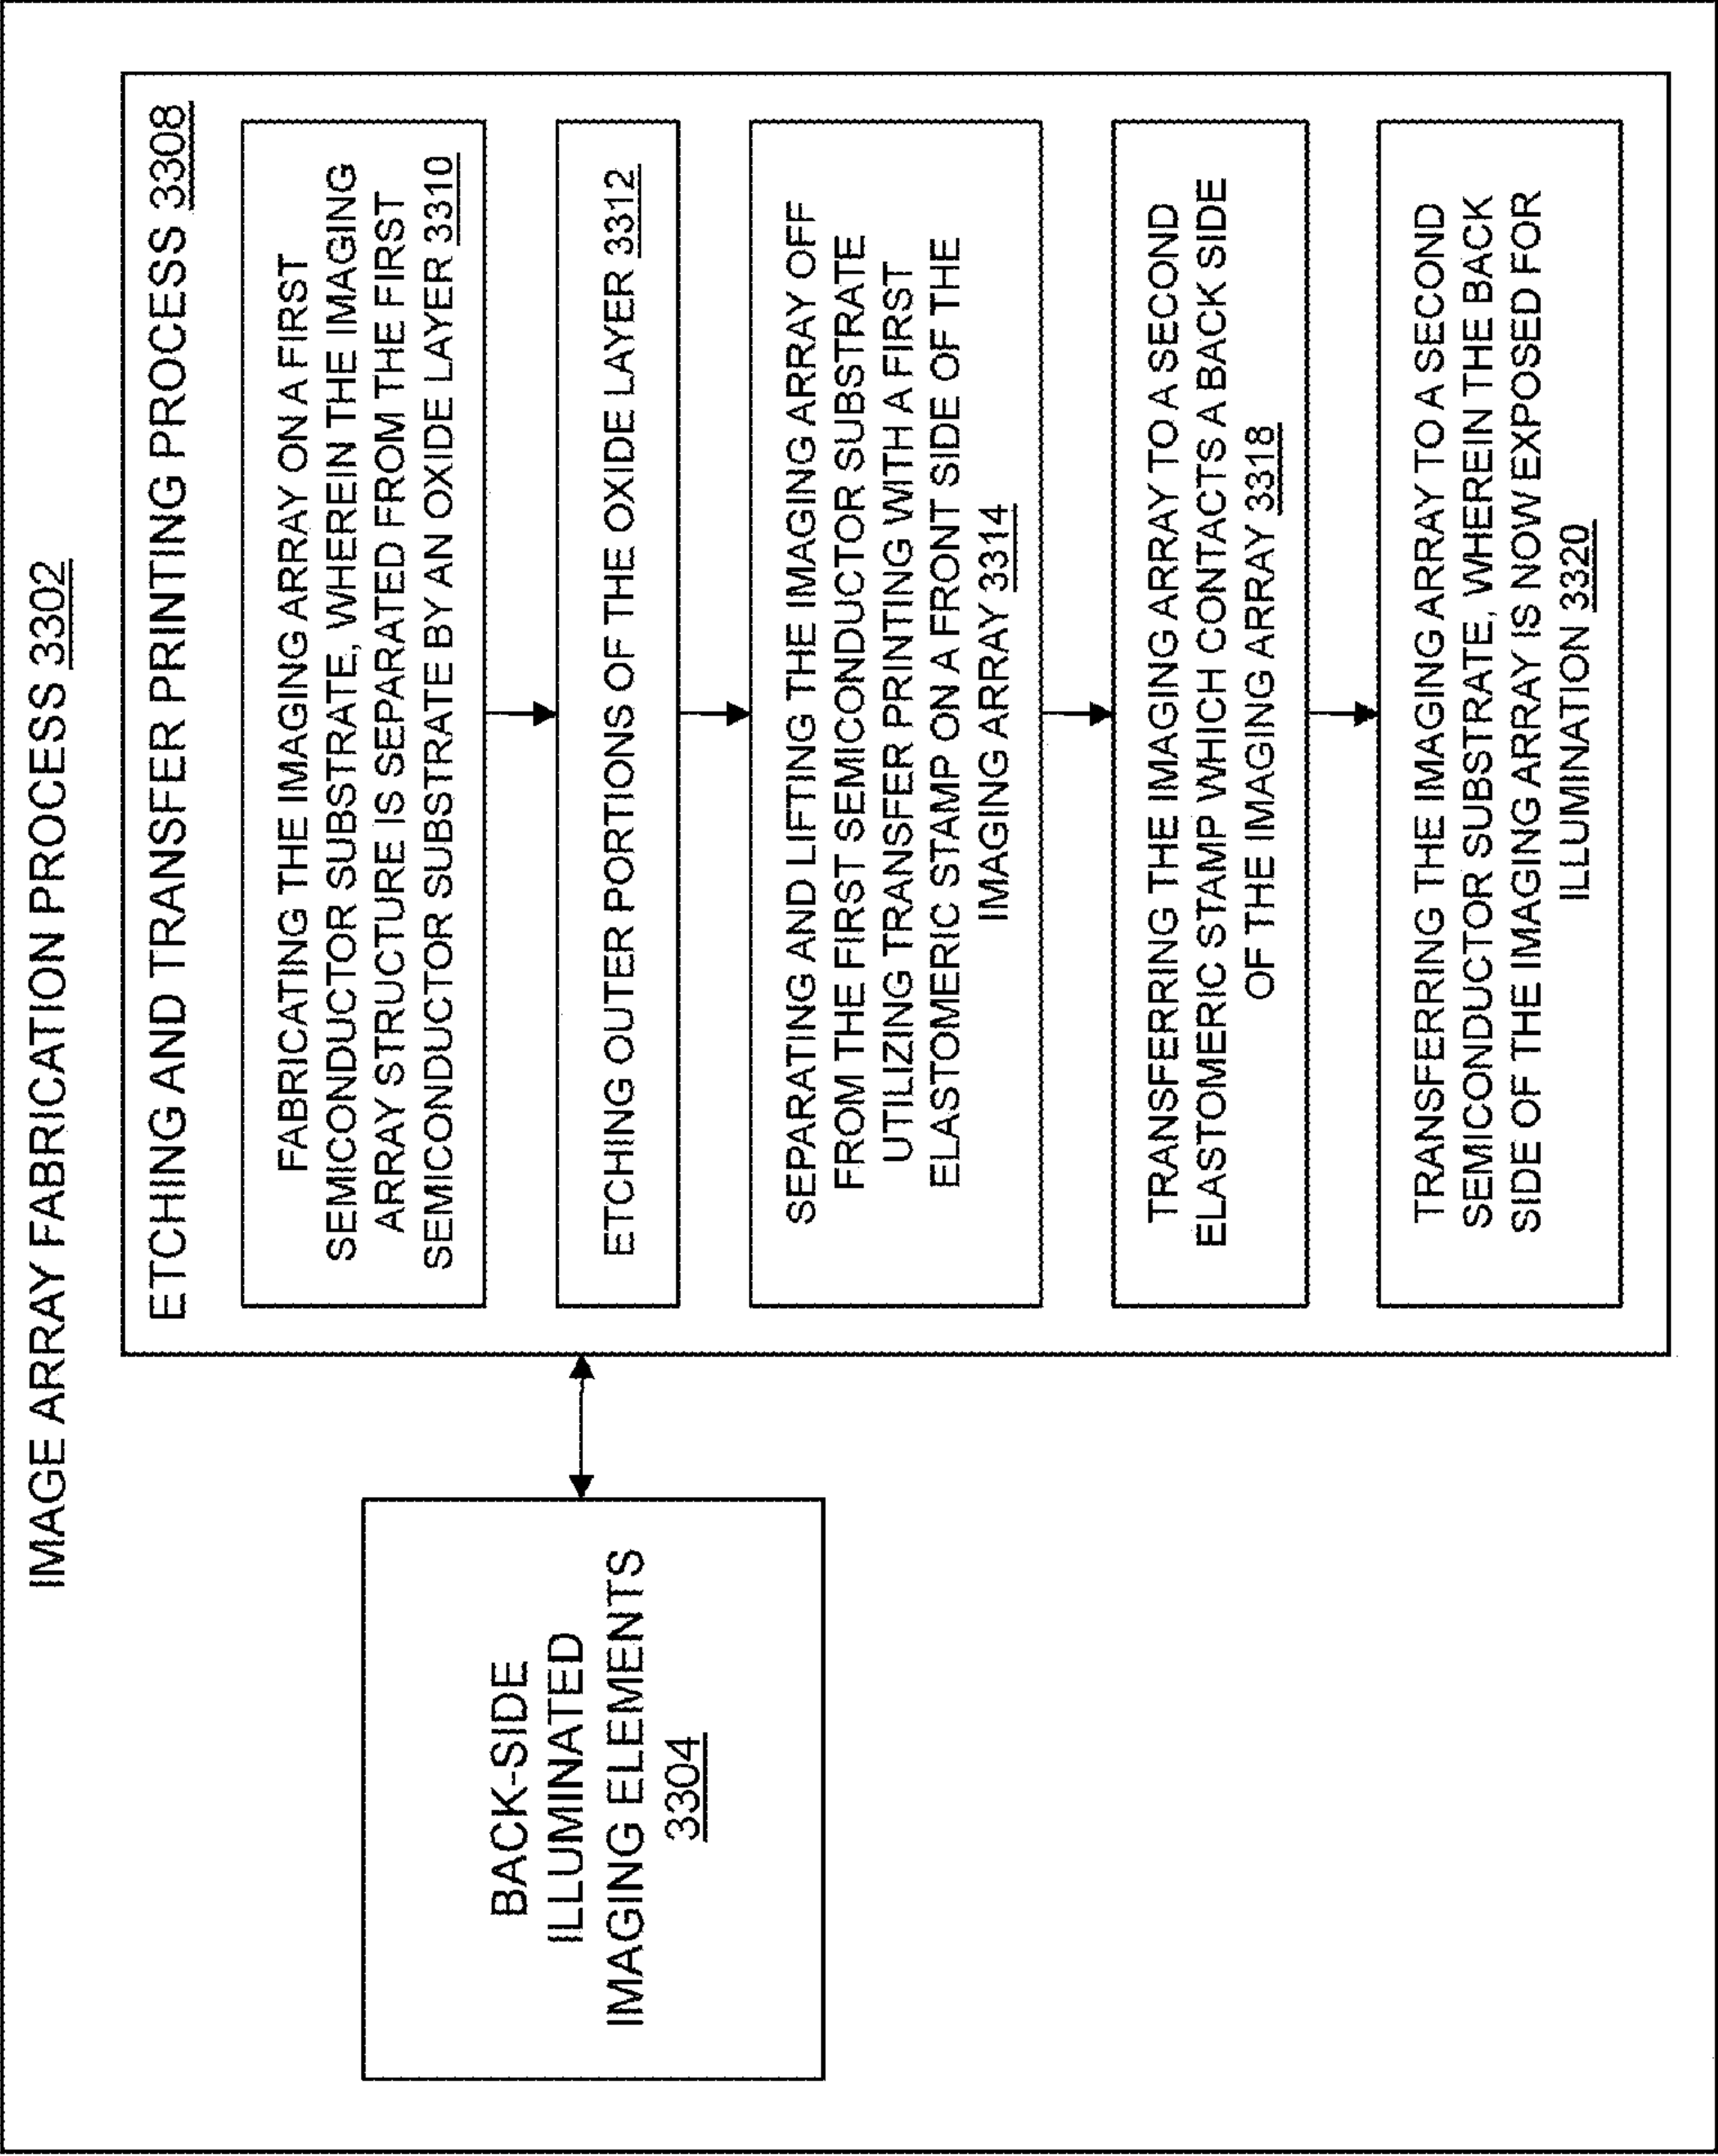 IMAGE ARRAY FABRICATION PROCESS 3302
BACK-SIDE
ILLUMINATED
IMAGING ELEMENTS
3304
ETCHING AND TRANSFER PRINTING PROCESS 3308
FABRICATING THE IMAGING ARRAY ON A FIRST
SEMICONDUCTOR SUBSTRATE, WHEREIN THE IMAGING
ARRAY STRUCTURE IS SEPARATED FROM THE FIRST
SEMICONDUCTOR SUBSTRATE BY AN OXIDE LAYER 3310
ETCHING OUTER PORTIONS OF THE OXIDE LAYER 3312
SEPARATING AND LIFTING THE IMAGING ARRAY OFF
FROM THE FIRST SEMICONDUCTOR SUBSTRATE
UTILIZING TRANSFER PRINTING WITH A FIRST
ELASTOMERIC STAMP ON A FRONT SIDE OF THE
IMAGING ARRAY 3314
TRANSFERRING THE IMAGING ARRAY TO A SECOND
ELASTOMERIC STAMP WHICH CONTACTS A BACK SIDE
OF THE IMAGING ARRAY 3318
TRANSFERRING THE IMAGING ARRAY TO A SECOND
SEMICONDUCTOR SUBSTRATE, WHEREIN THE BACK
SIDE OF THE IMAGING ARRAY IS NOW EXPOSED FOR
ILLUMINATION 3320